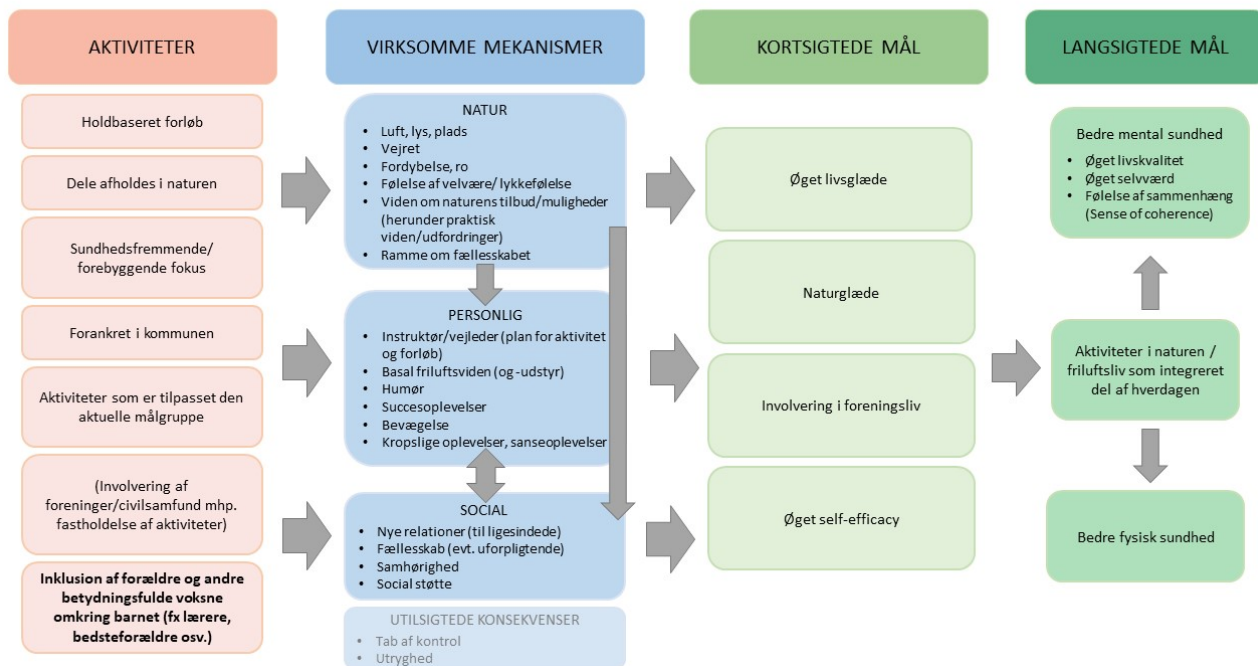 AKTIVITETER
Holdbaseret forløb
Dele afholdes i naturen
Sundhedsfremmende/
forebyggende fokus
Forankret i kommunen
Aktiviteter som er tilpasset den
aktuelle målgruppe
(Involvering af
foreninger/civilsamfund mhp.
fastholdelse af aktiviteter)
Inklusion af forældre og andre
betydningsfulde voksne
omkring barnet (fx lærere,
bedsteforældre osv.)
VIRKSOMME MEKANISMER
NATUR
• Luft, lys, plads
• Vejret
• Fordybelse, ro
• Følelse af velvære/ lykkefølelse
• Viden om naturens tilbud/muligheder
(herunder praktisk
viden/udfordringer)
• Ramme om fællesskabet
PERSONLIG
• Instruktør/vejleder (plan for aktivitet
og forløb)
• Basal friluftsviden (og -udstyr)
• Humør
• Succesoplevelser
• Bevægelse
• Kropslige oplevelser, sanseoplevelser
SOCIAL
• Nye relationer (til ligesindede)
• Fællesskab (evt. uforpligtende)
• Samhørighed
• Social støtte
UTILSIGTEDE KONSEKVENSER
• Tab af kontrol
• Utryghed
KORTSIGTEDE MÅL
Øget livsglæde
Naturglæde
Involvering i foreningsliv
Øget self-efficacy
LANGSIGTEDE MÅL
Bedre mental sundhed
• Øget livskvalitet
• Øget selvværd
• Følelse af sammenhæng
(Sense of coherence)
Aktiviteter i naturen /
friluftsliv som integreret
del af hverdagen
Bedre fysisk sundhed